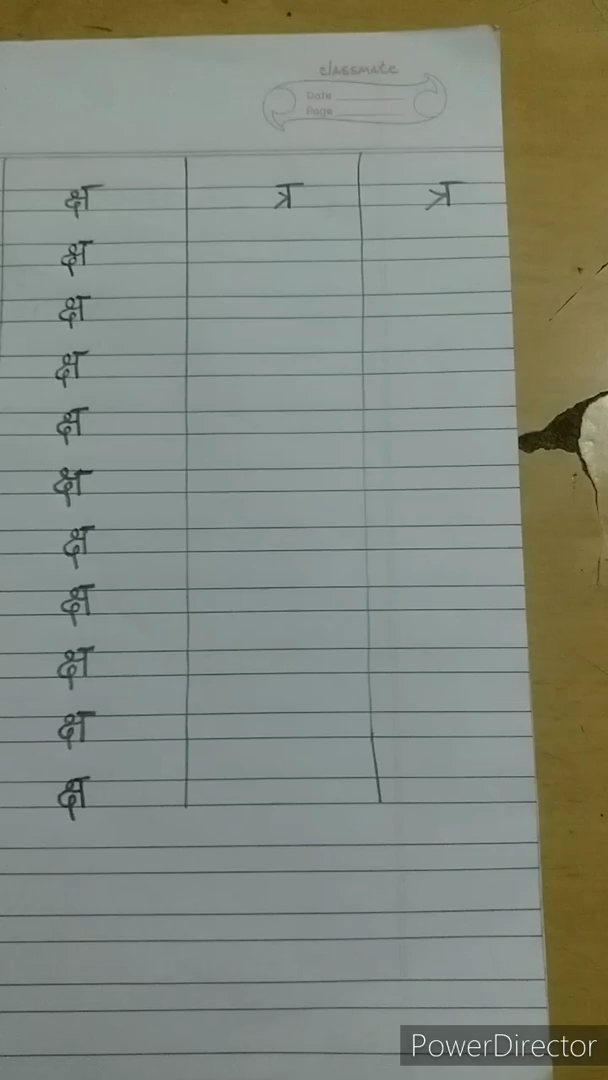 classmate
Date
Page
क्ष त्र त्र
क्ष
क्ष
क्ष
क्ष
क्ष
क्ष
क्ष
क्ष
क्ष
क्ष
PowerDirector